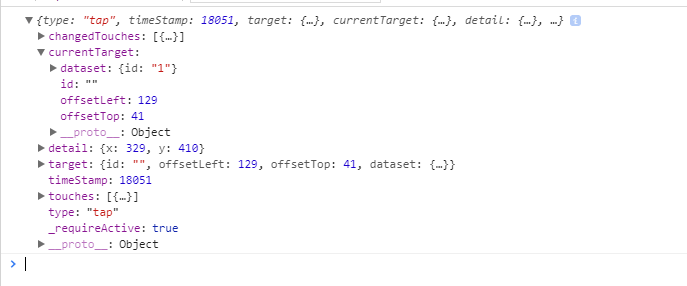 {type: "tap", timeStamp: 18051, target: {…}, currentTarget: {…}, detail: {…}, …} i
changedTouches: [{…}]
currentTarget:
dataset: {id: "1"}
id: ""
offsetLeft: 129
offsetTop: 41
__proto__: Object
detail: {x: 329, y: 410}
target: {id: "", offsetLeft: 129, offsetTop: 41, dataset: {…}}
timeStamp: 18051
touches: [{…}]
type: "tap"
_requireActive: true
__proto__: Object
>